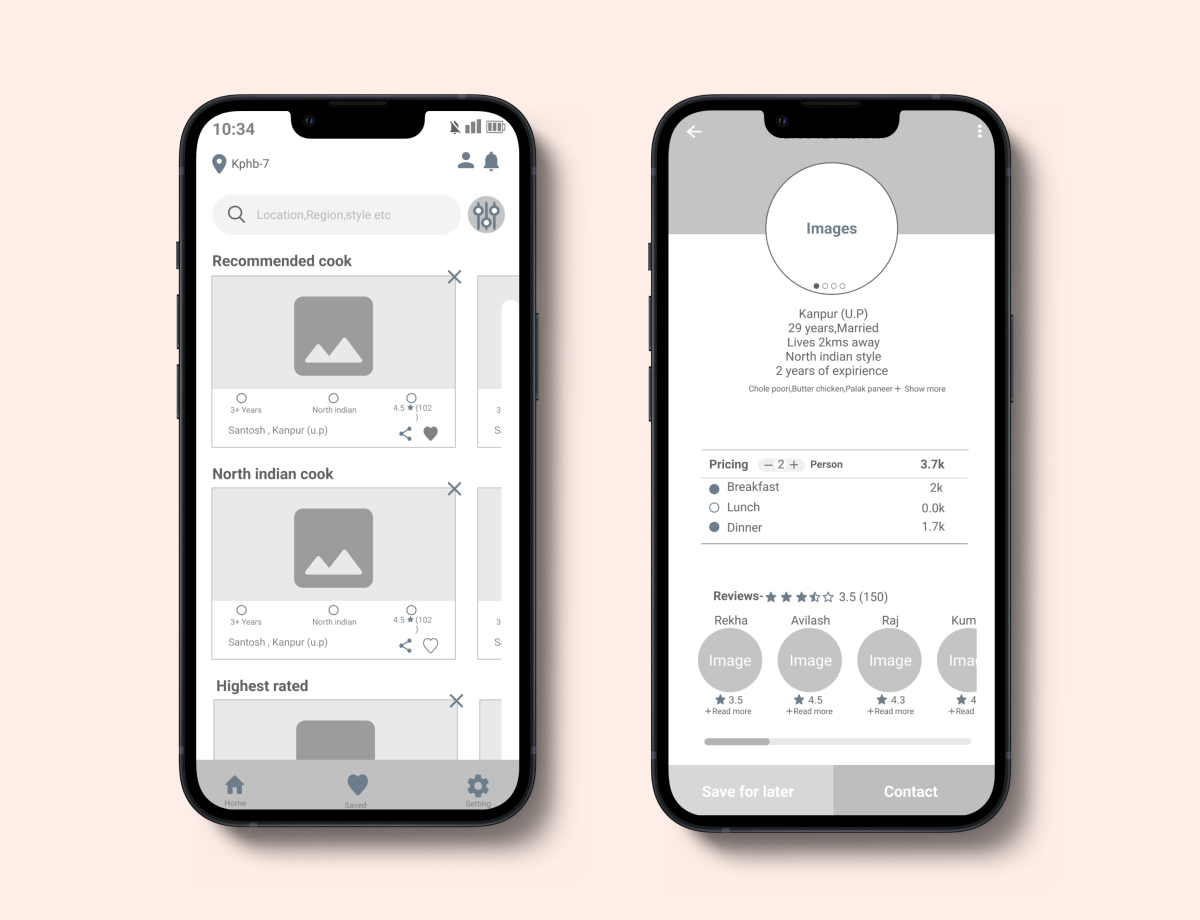 10:34
Kphb-7
Location,Region,style etc
Recommended cook
3+ Years
North indian
4.5 ★ (102
)
3
Santosh , Kanpur (u.p)
S
North indian cook
3+ Years
North indian
4.5 ★ (102
)
3
Santosh , Kanpur (u.p)
S
Highest rated
Home
Saved
Setting
Images
Kanpur (U.P)
29 years,Married
Lives 2kms away
North indian style
2 years of expirience
Chole poori,Butter chicken,Palak paneer + Show more
Pricing − 2 + Person 3.7k
Breakfast 2k
Lunch 0.0k
Dinner 1.7k
Reviews- 3.5 (150)
Rekha Avilash Raj Kum
Image Image Image Imag
3.5 4.5 4.3 4
+Read more +Read more +Read more +Read
Save for later Contact